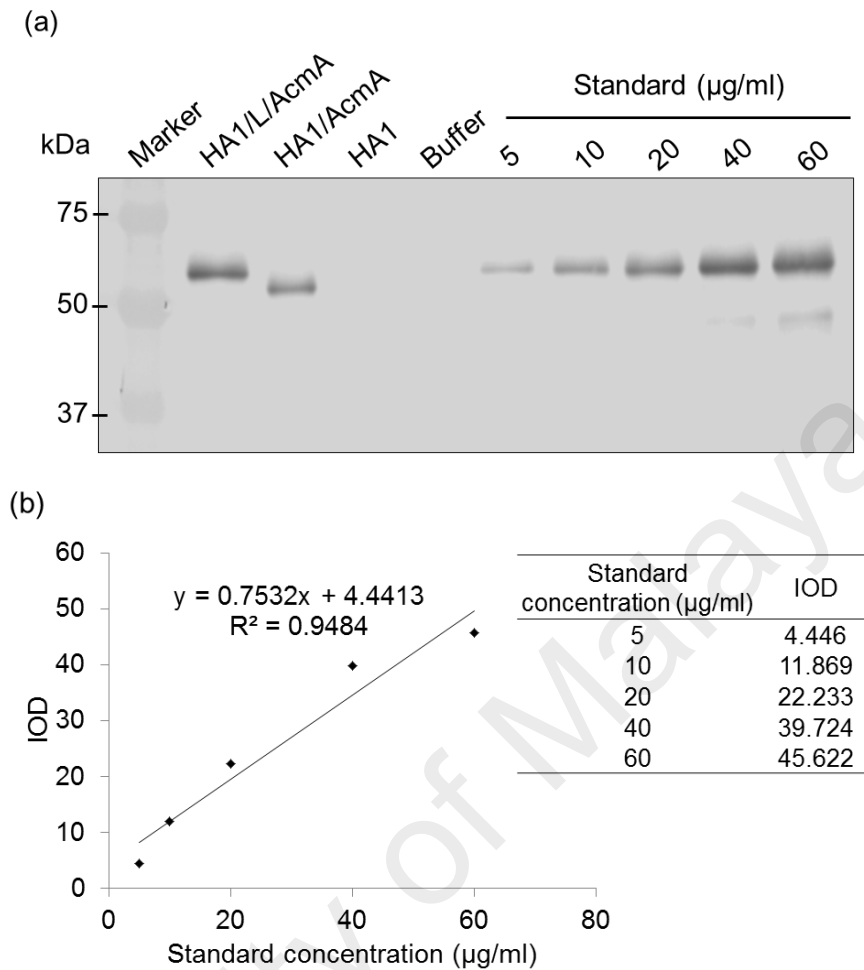 (a)
Marker
HA1/L/AcmA
HA1/AcmA
HA1
Buffer
Standard (µg/ml)
5 10 20 40 60
kDa
75
50
37
(b)
60
50
40
30
20
10
0
IOD
y = 0.7532x + 4.4413
R² = 0.9484
0 20 40 60 80
Standard concentration (µg/ml)
Standard concentration (µg/ml) IOD
5 4.446
10 11.869
20 22.233
40 39.724
60 45.622
of Malaya